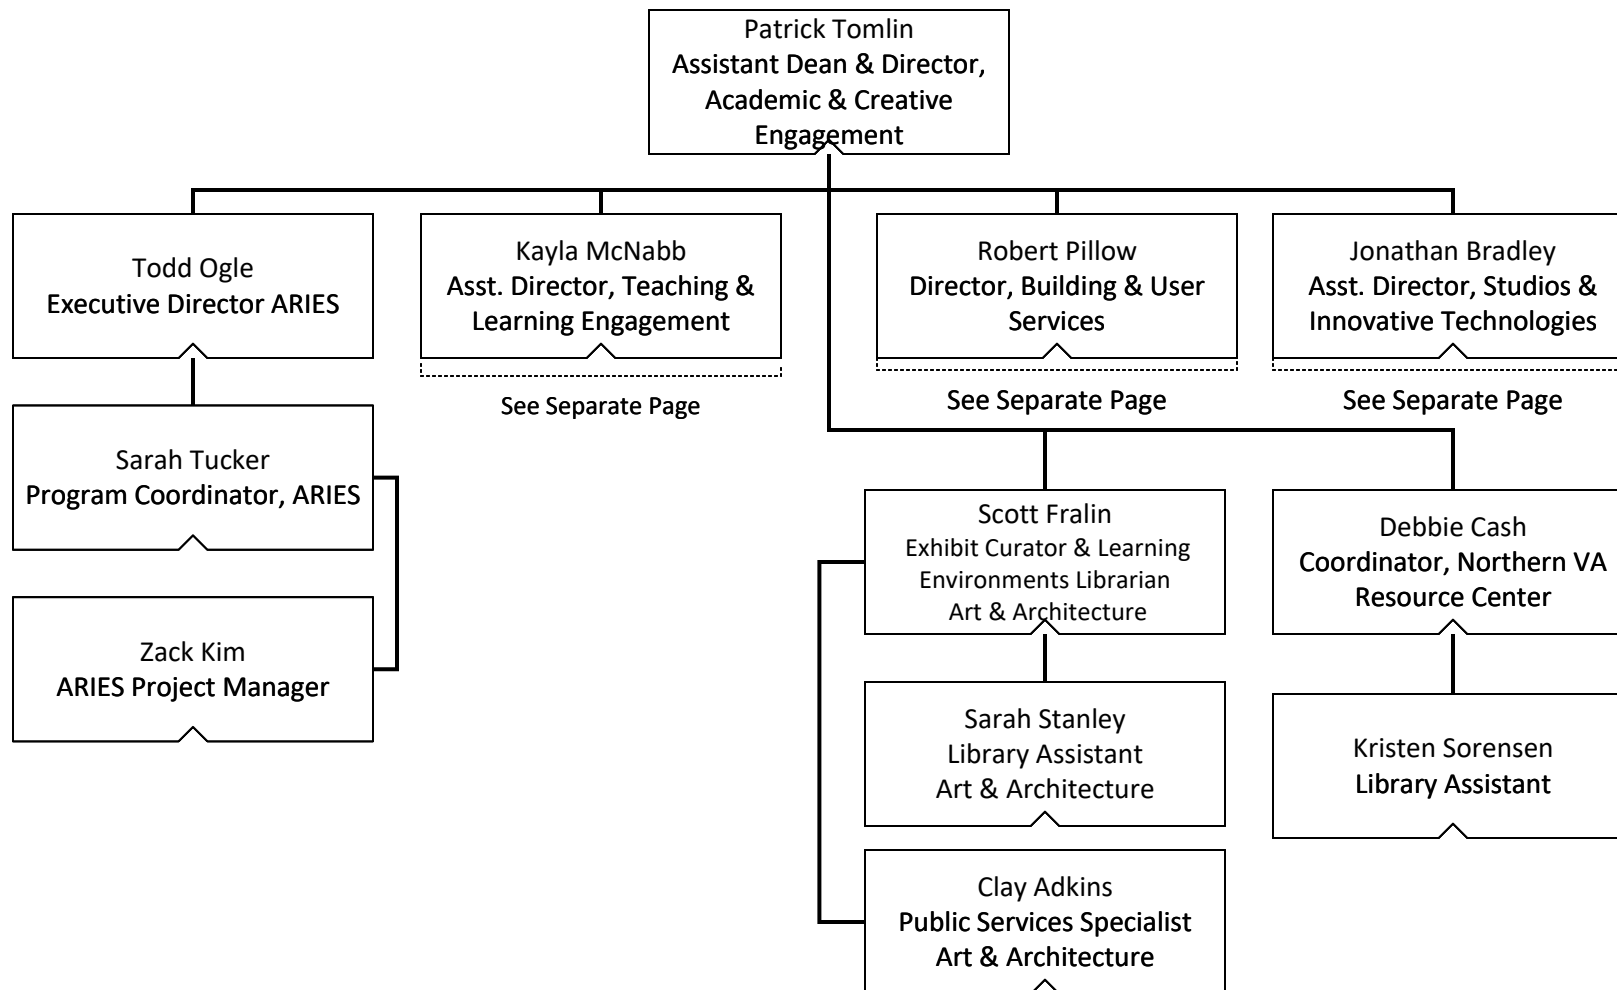 Patrick Tomlin
Assistant Dean & Director,
Academic & Creative
Engagement
Todd Ogle
Executive Director ARIES
Kayla McNabb
Asst. Director, Teaching &
Learning Engagement
See Separate Page
Robert Pillow
Director, Building & User
Services
See Separate Page
Jonathan Bradley
Asst. Director, Studios &
Innovative Technologies
See Separate Page
Sarah Tucker
Program Coordinator, ARIES
Zack Kim
ARIES Project Manager
Scott Fralin
Exhibit Curator & Learning
Environments Librarian
Art & Architecture
Sarah Stanley
Library Assistant
Art & Architecture
Clay Adkins
Public Services Specialist
Art & Architecture
Debbie Cash
Coordinator, Northern VA
Resource Center
Kristen Sorensen
Library Assistant